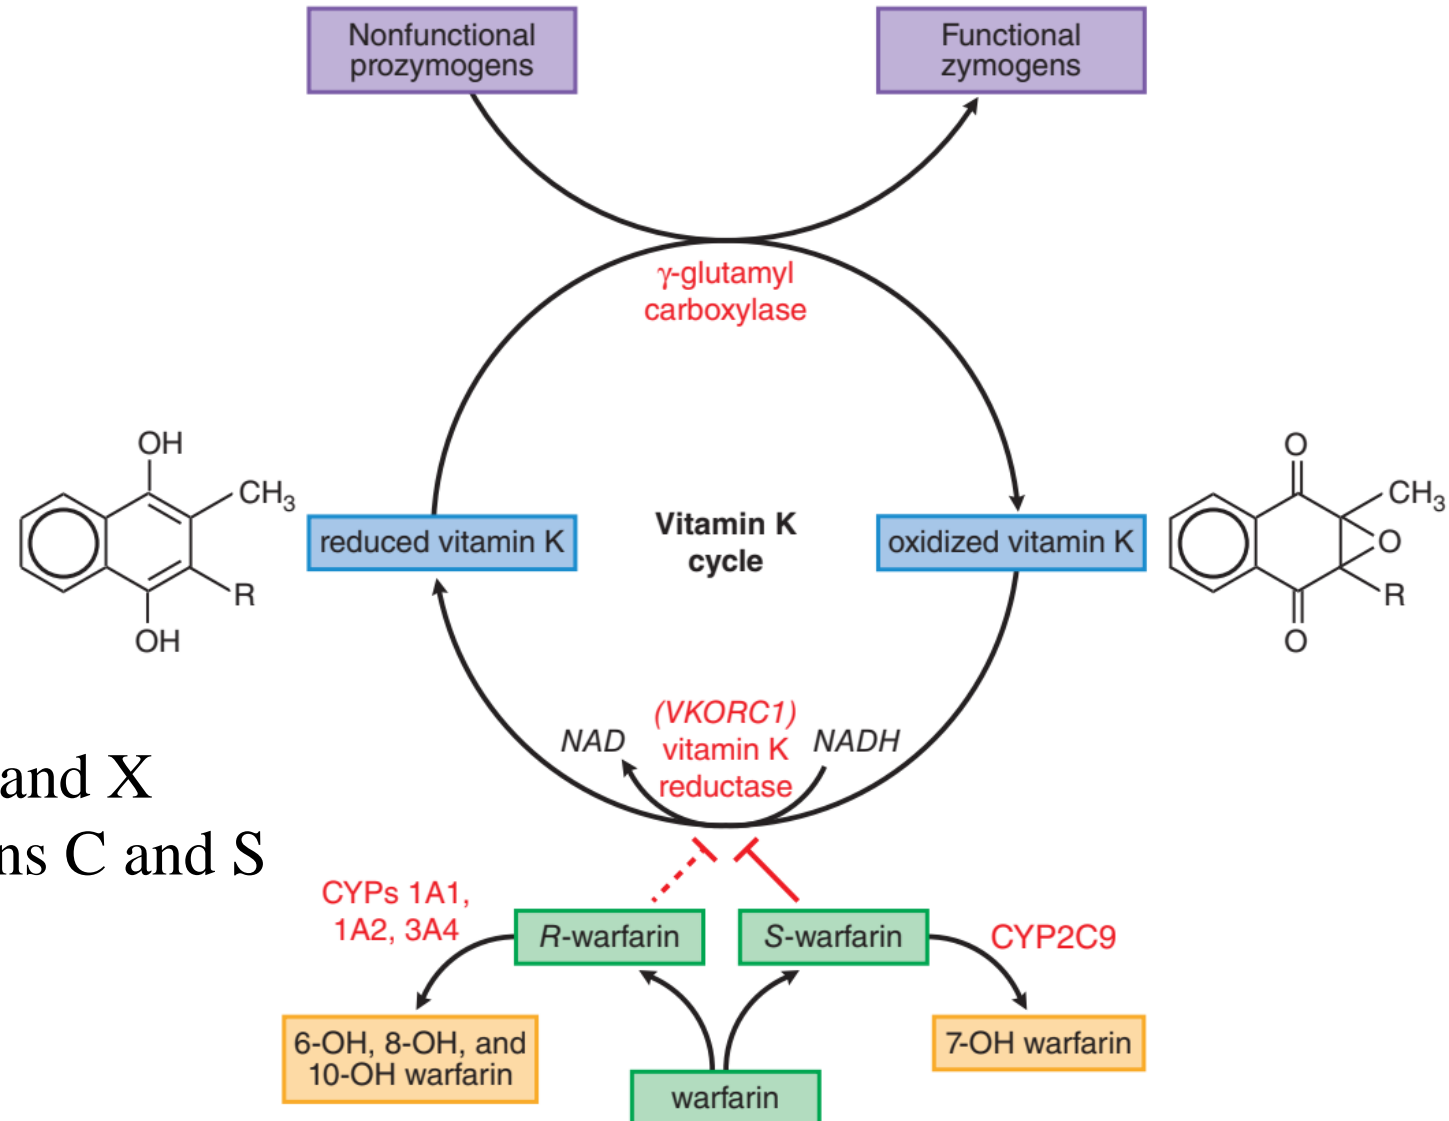 Nonfunctional
prozymogens
Functional
zymogens
γ-glutamyl
carboxylase
OH
CH3
R
OH
reduced vitamin K
Vitamin K
cycle
oxidized vitamin K
O
CH3
O
R
O
NAD
(VKORC1)
vitamin K
reductase
NADH
and X
ns C and S
CYPs 1A1,
1A2, 3A4
R-warfarin
S-warfarin
CYP2C9
6-OH, 8-OH, and
10-OH warfarin
7-OH warfarin
warfarin